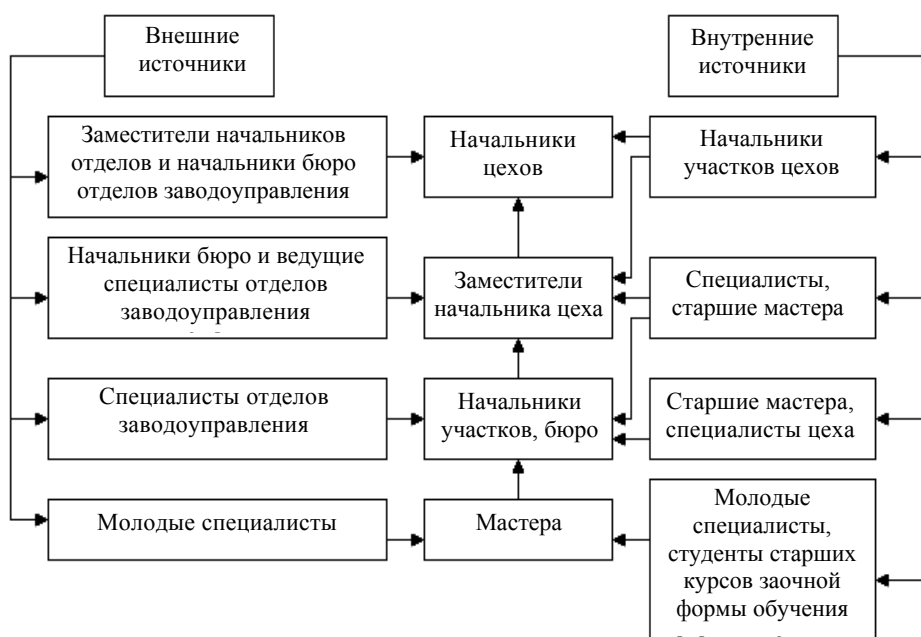 Внешние
источники
Внутренние
источники
Заместители начальников
отделов и начальники бюро
отделов заводоуправления
Начальники
цехов
Начальники
участков цехов
Начальники бюро и ведущие
специалисты отделов
заводоуправления
Заместители
начальника цеха
Специалисты,
старшие мастера
Специалисты отделов
заводоуправления
Начальники
участков, бюро
Старшие мастера,
специалисты цеха
Молодые специалисты
Мастера
Молодые
специалисты,
студенты старших
курсов заочной
формы обучения